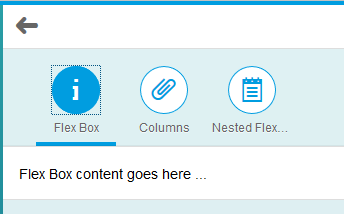 Flex Box Columns Nested Flex...
Flex Box content goes here ...